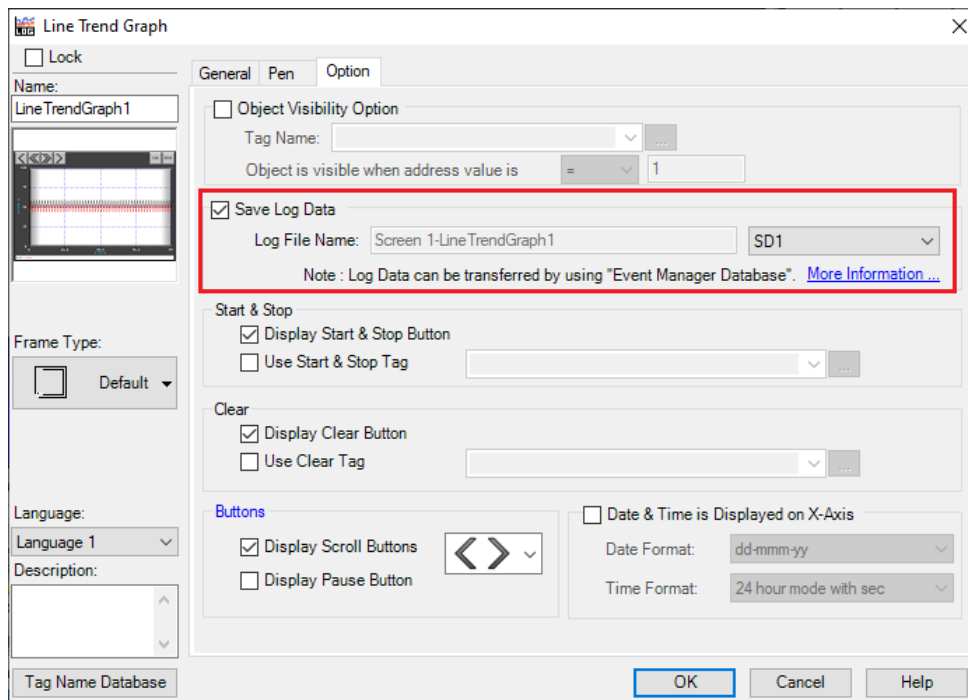 Line Trend Graph
Lock
Name:
LineTrendGraph1
Frame Type:
Default
Language:
Language 1
Description:
Tag Name Database
General Pen Option
Object Visibility Option
Tag Name:
...
Object is visible when address value is = 1
Save Log Data
Log File Name: Screen 1-LineTrendGraph1 SD1
Note : Log Data can be transferred by using "Event Manager Database". More Information ...
Start & Stop
Display Start & Stop Button
Use Start & Stop Tag ...
Clear
Display Clear Button
Use Clear Tag ...
Buttons
Display Scroll Buttons
Display Pause Button
Date & Time is Displayed on X-Axis
Date Format: dd-mmm-yy
Time Format: 24 hour mode with sec
OK Cancel Help